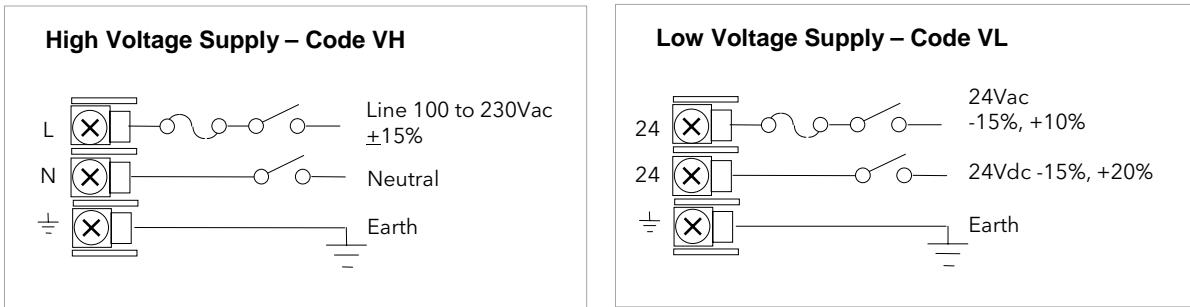 High Voltage Supply – Code VH
L
Line 100 to 230Vac
±15%
N
Neutral
Earth
Low Voltage Supply – Code VL
24
24Vac
-15%, +10%
24
24Vdc -15%, +20%
Earth